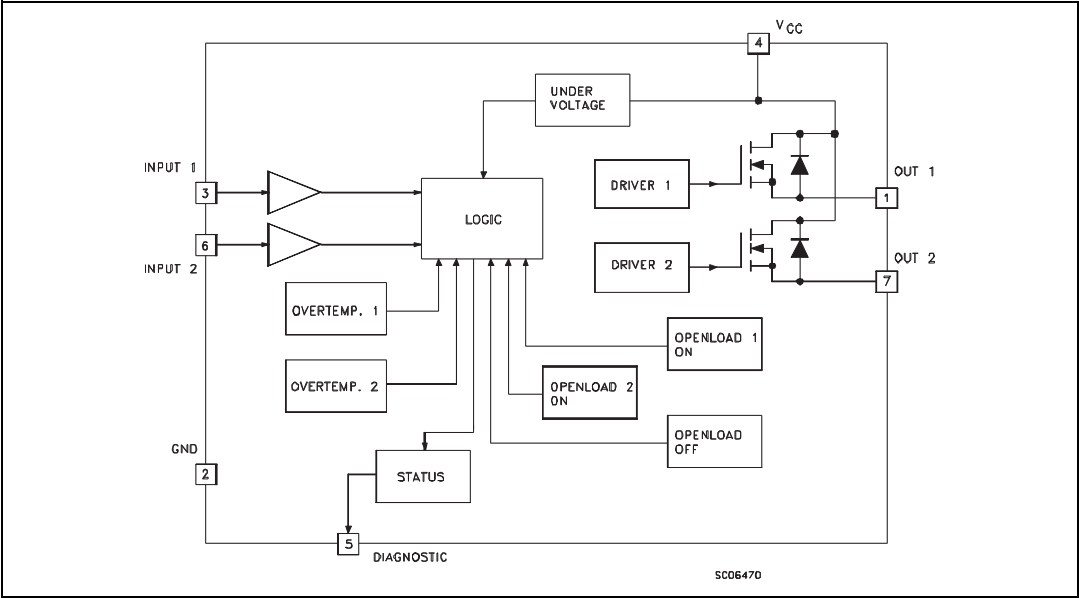 V CC
4
UNDER
VOLTAGE
INPUT 1
3
DRIVER 1
OUT 1
1
LOGIC
6
INPUT 2
DRIVER 2
OUT 2
7
OVERTEMP. 1
OPENLOAD 1
ON
OVERTEMP. 2
OPENLOAD 2
ON
OPENLOAD
OFF
GND
2
STATUS
5
DIAGNOSTIC
SC06470